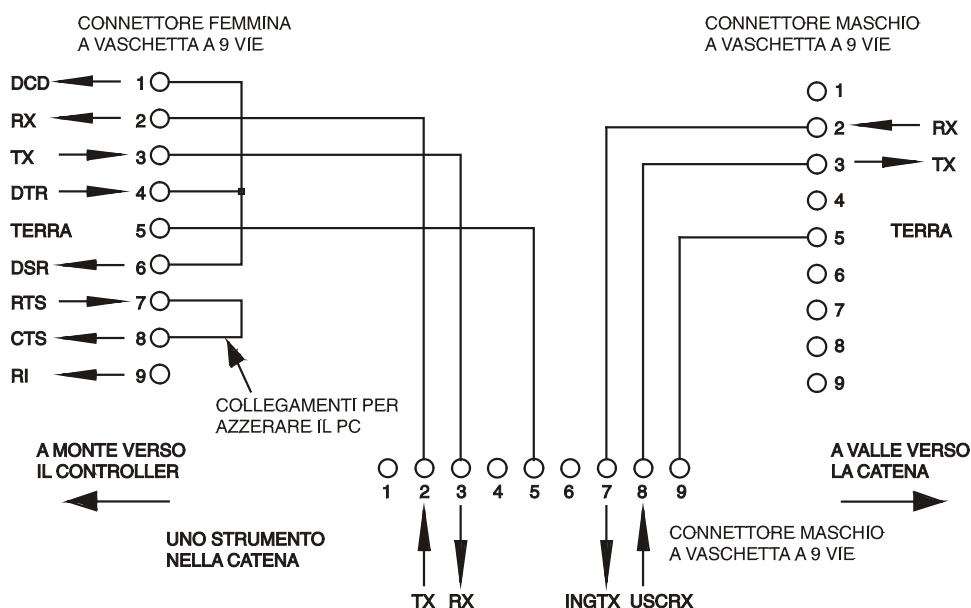 CONNETTORE FEMMINA
A VASCHETTA A 9 VIE
CONNETTORE MASCHIO
A VASCHETTA A 9 VIE
DCD 1
RX 2
TX 3
DTR 4
TERRA 5
DSR 6
RTS 7
CTS 8
RI 9
1
2 RX
3 TX
4
5 TERRA
6
7
8
9
COLLEGAMENTI PER
AZZERARE IL PC
A MONTE VERSO
IL CONTROLLER
A VALLE VERSO
LA CATENA
1 2 3 4 5 6 7 8 9
UNO STRUMENTO
NELLA CATENA
CONNETTORE MASCHIO
A VASCHETTA A 9 VIE
TX RX INGTX USCRX